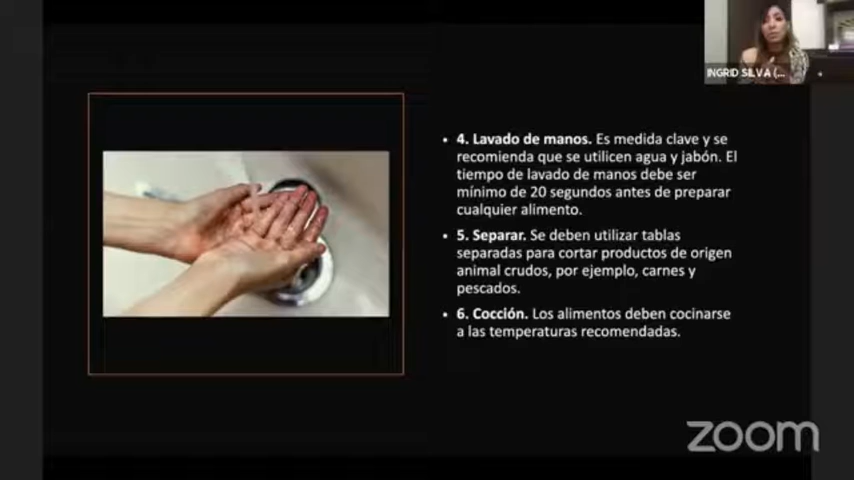 INGRID SILVA (...
• 4. Lavado de manos. Es medida clave y se
recomienda que se utilicen agua y jabón. El
tiempo de lavado de manos debe ser
mínimo de 20 segundos antes de preparar
cualquier alimento.
• 5. Separar. Se deben utilizar tablas
separadas para cortar productos de origen
animal crudos, por ejemplo, carnes y
pescados.
• 6. Cocción. Los alimentos deben cocinarse
a las temperaturas recomendadas.
zoom